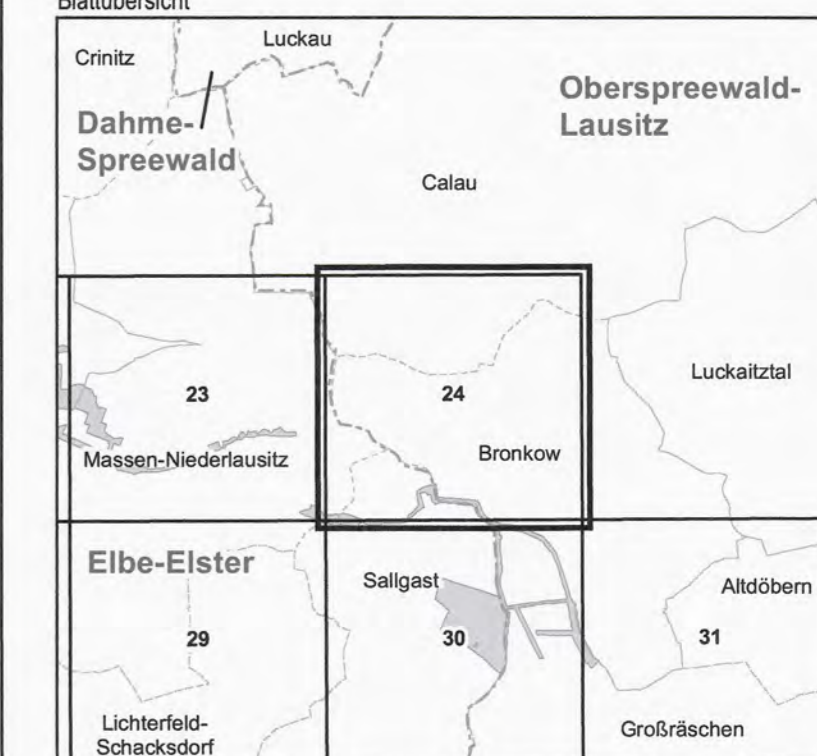 Blattübersicht
Crinitz
Luckau
Oberspreewald-
Lausitz
Dahme-
Spreewald
Calau
Luckaitztal
23
24
Massen-Niederlausitz
Bronkow
Elbe-Elster
Sallgast
Altdöbern
29
30
31
Lichterfeld-
Schacksdorf
Großräschen